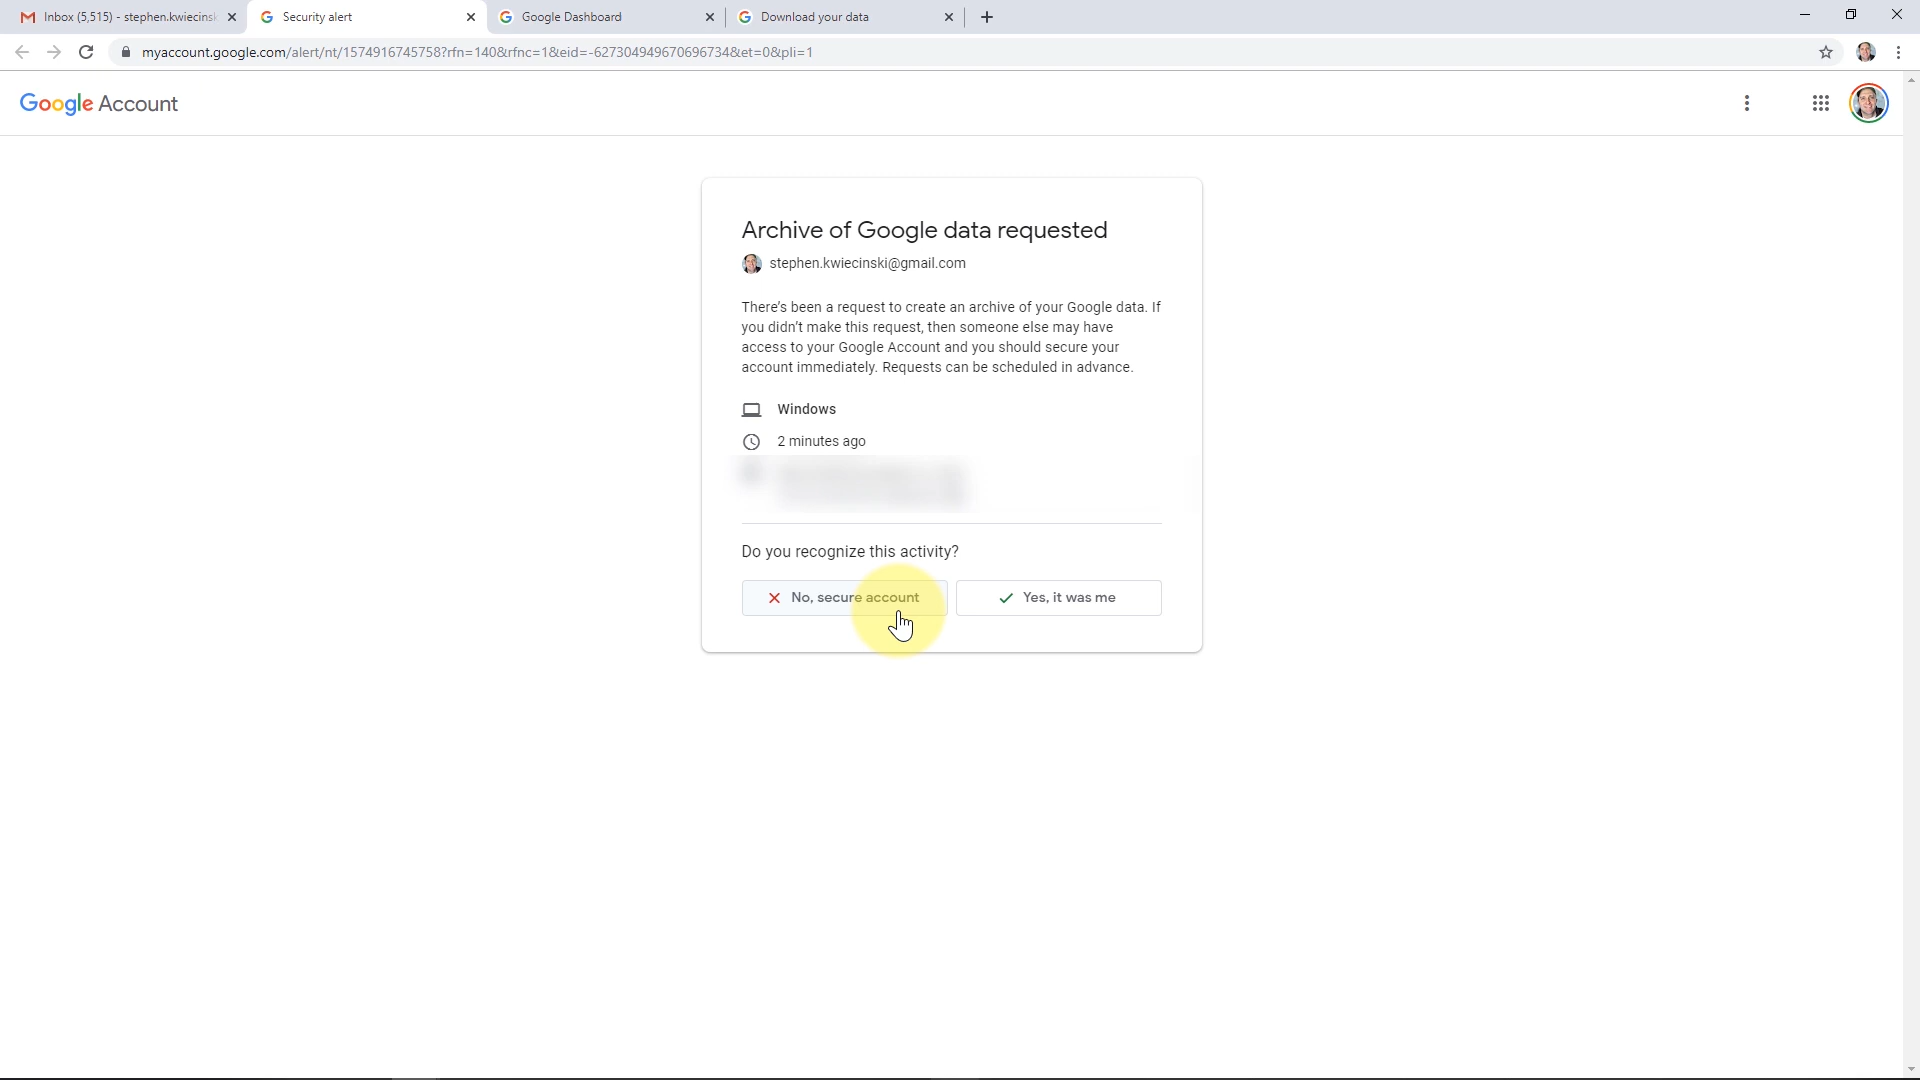 Inbox (5,515) - stephen.kwiecinsk
Security alert
Google Dashboard
Download your data
myaccount.google.com/alert/nt/1574916745758?rfn=140&rfnc=1&eid=-627304949670696734&et=0&pli=1
Google Account
Archive of Google data requested
stephen.kwiecinski@gmail.com
There's been a request to create an archive of your Google data. If
you didn't make this request, then someone else may have
access to your Google Account and you should secure your
account immediately. Requests can be scheduled in advance.
Windows
2 minutes ago
Do you recognize this activity?
No, secure account
Yes, it was me